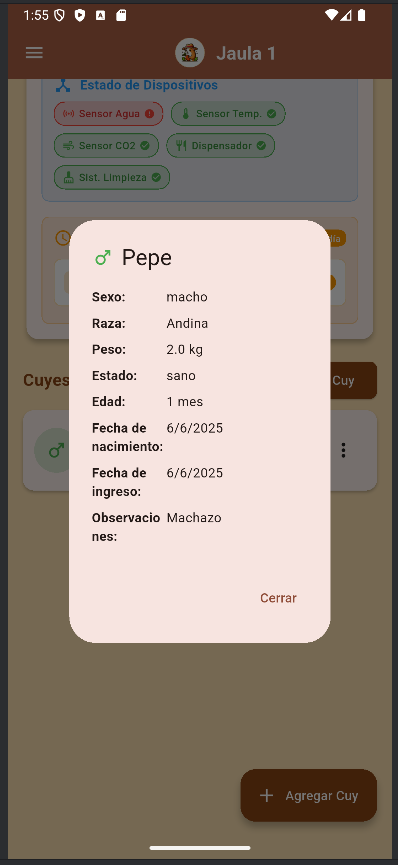 1:55
Jaula 1
Estado de Dispositivos
Sensor Agua
Sensor Temp.
Sensor CO2
Dispensador
Sist. Limpieza
Pepe
Sexo: macho
Raza: Andina
Peso: 2.0 kg
Estado: sano
Edad: 1 mes
Fecha de 6/6/2025
nacimiento:
Fecha de 6/6/2025
ingreso:
Observacio Machazo
nes:
Cerrar
Cuyes
Cuy
Agregar Cuy